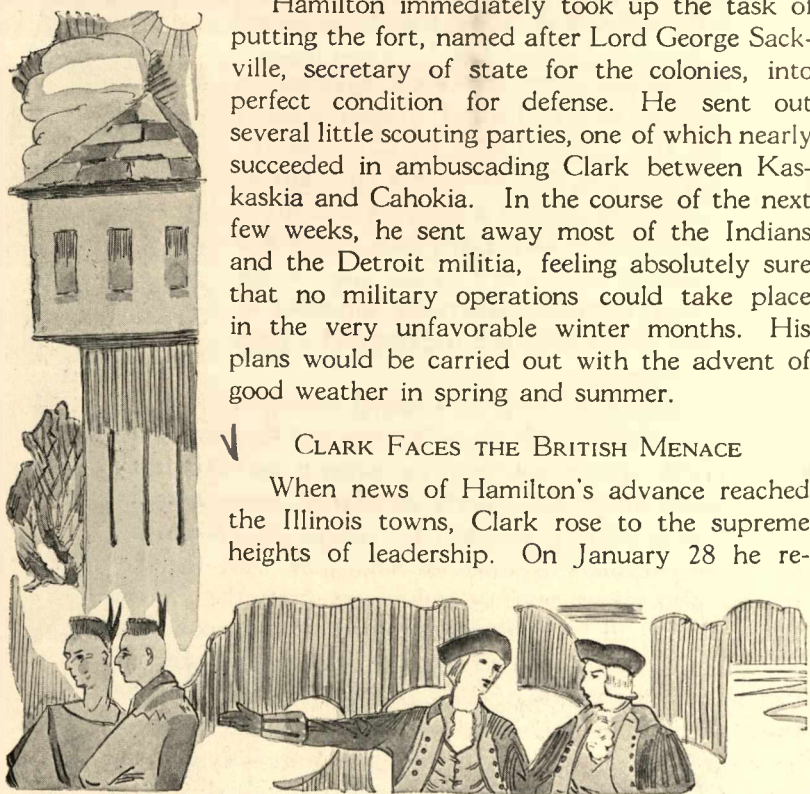 Hamilton immediately took up the task of
putting the fort, named after Lord George Sack-
ville, secretary of state for the colonies, into
perfect condition for defense. He sent out
several little scouting parties, one of which nearly
succeeded in ambuscading Clark between Kas-
kaskia and Cahokia. In the course of the next
few weeks, he sent away most of the Indians
and the Detroit militia, feeling absolutely sure
that no military operations could take place
in the very unfavorable winter months. His
plans would be carried out with the advent of
good weather in spring and summer.
CLARK FACES THE BRITISH MENACE
When news of Hamilton's advance reached
the Illinois towns, Clark rose to the supreme
heights of leadership. On January 28 he re-